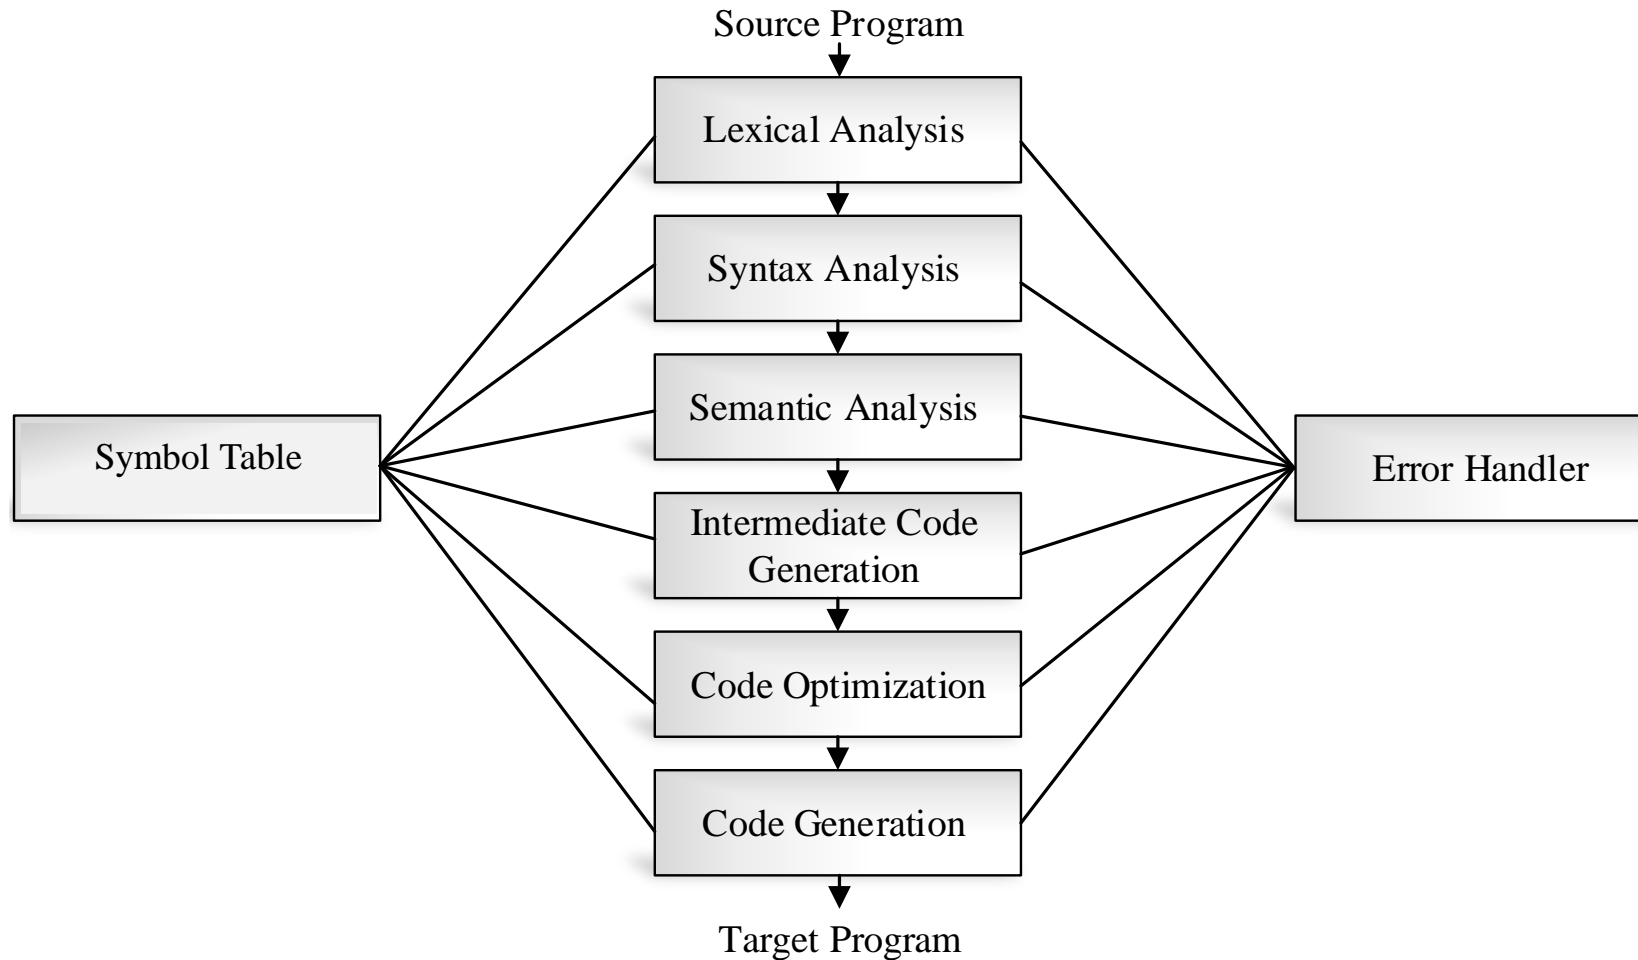 Source Program
Lexical Analysis
Syntax Analysis
Semantic Analysis
Symbol Table
Error Handler
Intermediate Code
Generation
Code Optimization
Code Generation
Target Program